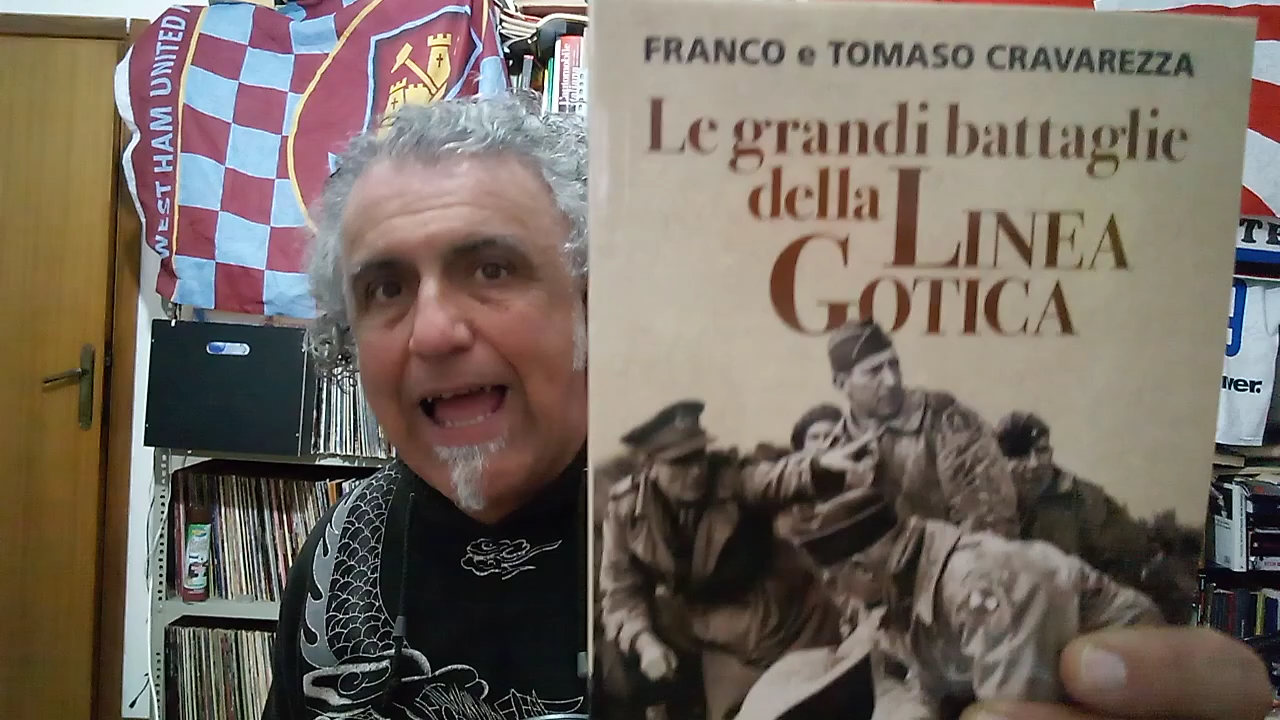 WEST HAM UNITED
FRANCO e TOMASO CRAVAREZZA
Le grandi battaglie
della LINEA
GOTICA